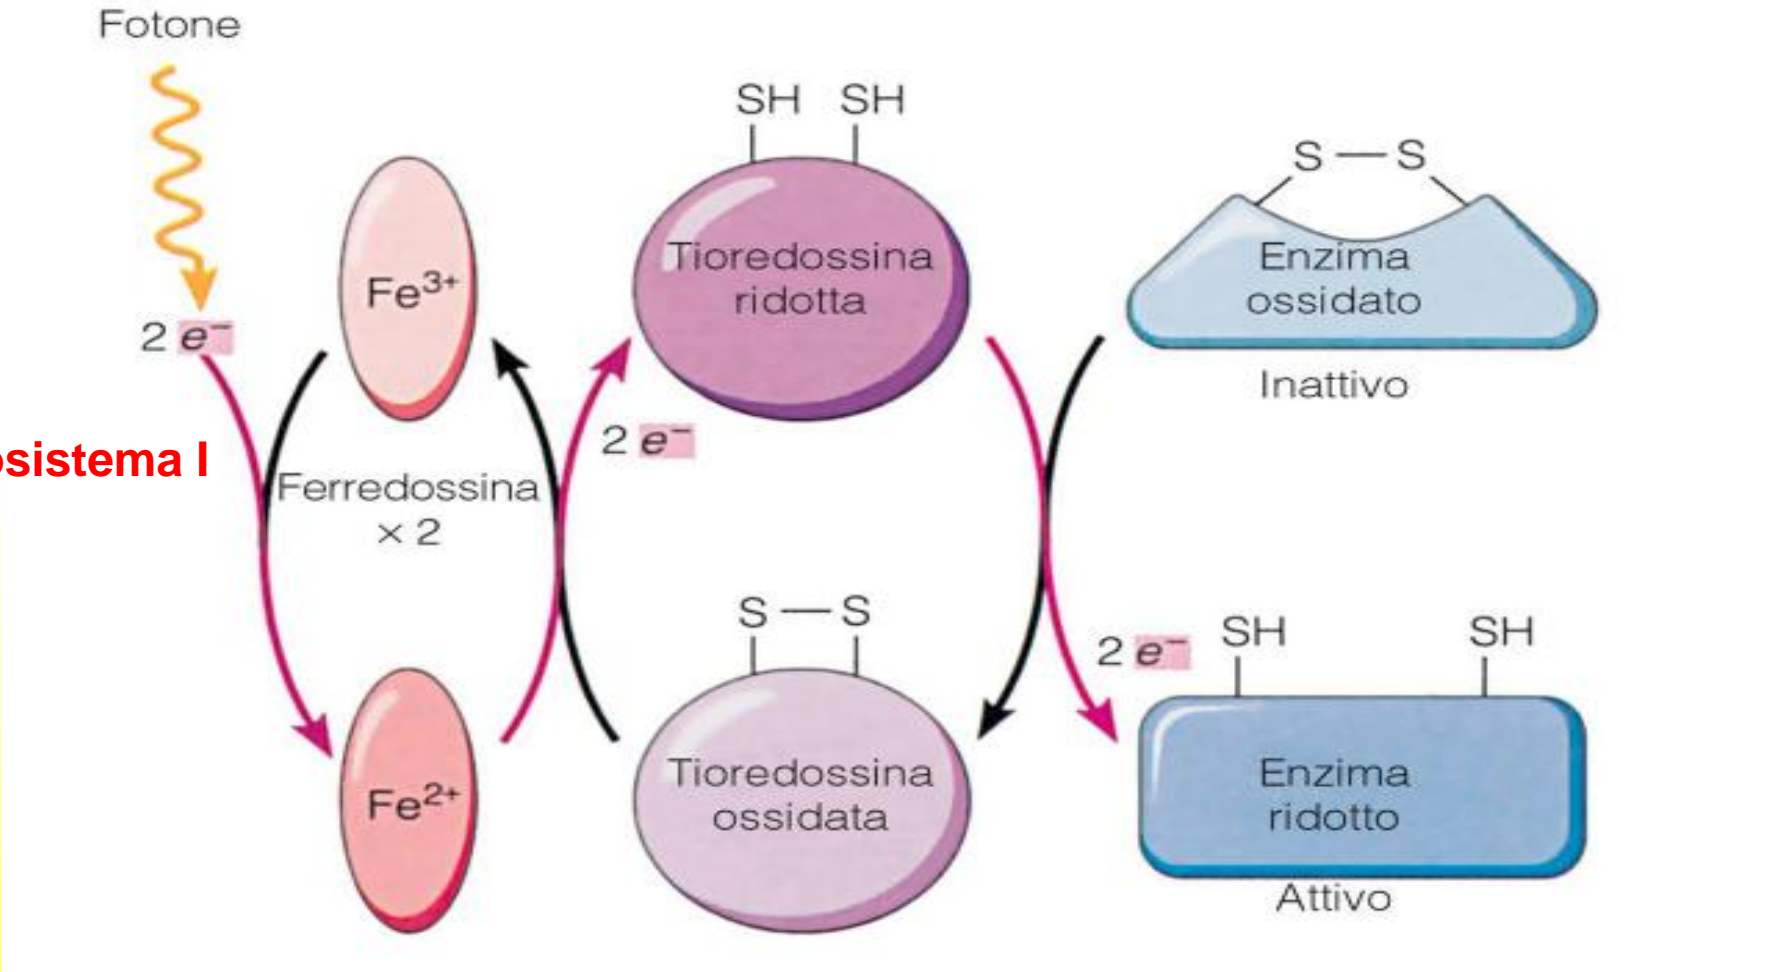 Fotone
2 e⁻
Fe³⁺
osistema I
Ferredossina
× 2
Fe²⁺
SH SH
Tioredossina
ridotta
2 e⁻
S — S
Tioredossina
ossidata
S — S
Enzima
ossidato
Inattivo
2 e⁻
SH SH
Enzima
ridotto
Attivo